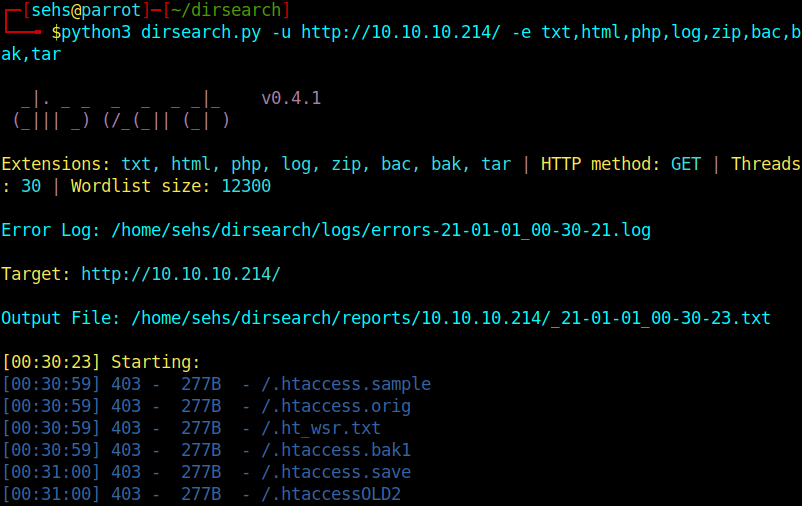 ┌─[sehs@parrot]─[~/dirsearch]
└──╼ $python3 dirsearch.py -u http://10.10.10.214/ -e txt,html,php,log,zip,bac,b
ak,tar
  _|. _ _  _  _  _ _|_    v0.4.1
 (_||| _) (/_(_|| (_| )
Extensions: txt, html, php, log, zip, bac, bak, tar | HTTP method: GET | Threads
: 30 | Wordlist size: 12300
Error Log: /home/sehs/dirsearch/logs/errors-21-01-01_00-30-21.log
Target: http://10.10.10.214/
Output File: /home/sehs/dirsearch/reports/10.10.10.214/_21-01-01_00-30-23.txt
[00:30:23] Starting:
[00:30:59] 403 -  277B  - /.htaccess.sample
[00:30:59] 403 -  277B  - /.htaccess.orig
[00:30:59] 403 -  277B  - /.ht_wsr.txt
[00:30:59] 403 -  277B  - /.htaccess.bak1
[00:31:00] 403 -  277B  - /.htaccess.save
[00:31:00] 403 -  277B  - /.htaccessOLD2